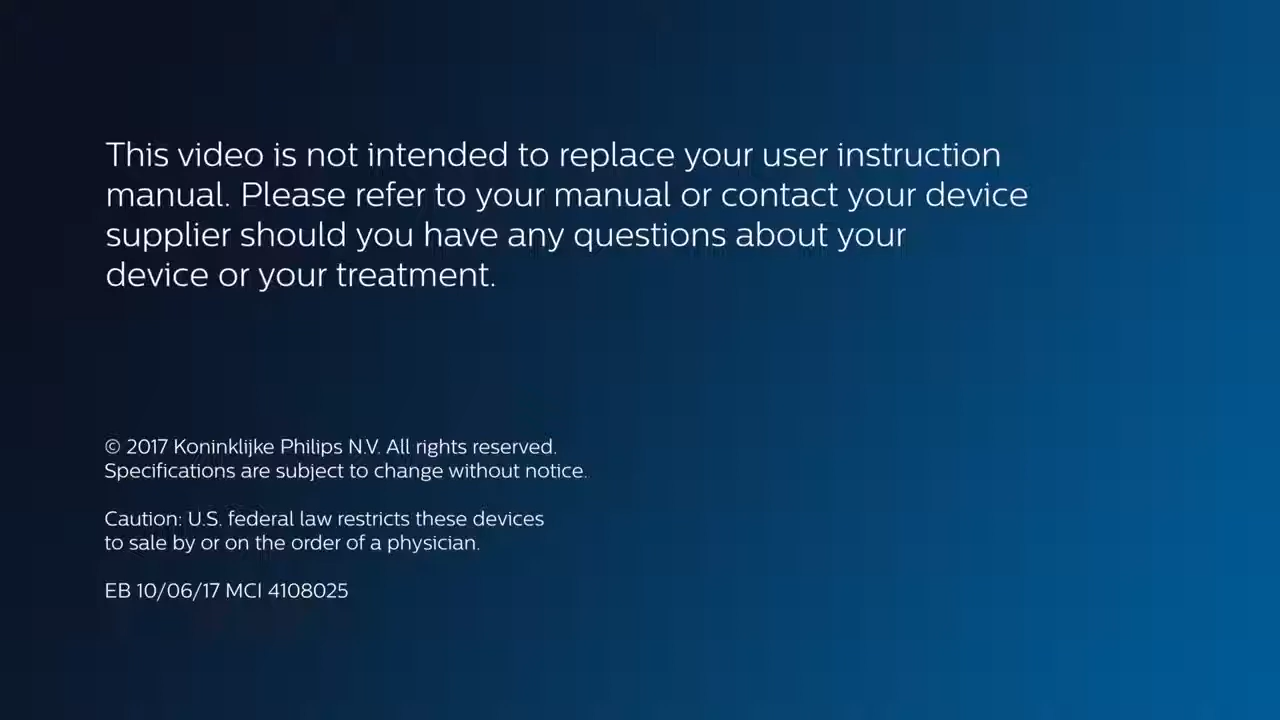 This video is not intended to replace your user instruction
manual. Please refer to your manual or contact your device
supplier should you have any questions about your
device or your treatment.
© 2017 Koninklijke Philips N.V. All rights reserved.
Specifications are subject to change without notice.
Caution: U.S. federal law restricts these devices
to sale by or on the order of a physician.
EB 10/06/17 MCI 4108025